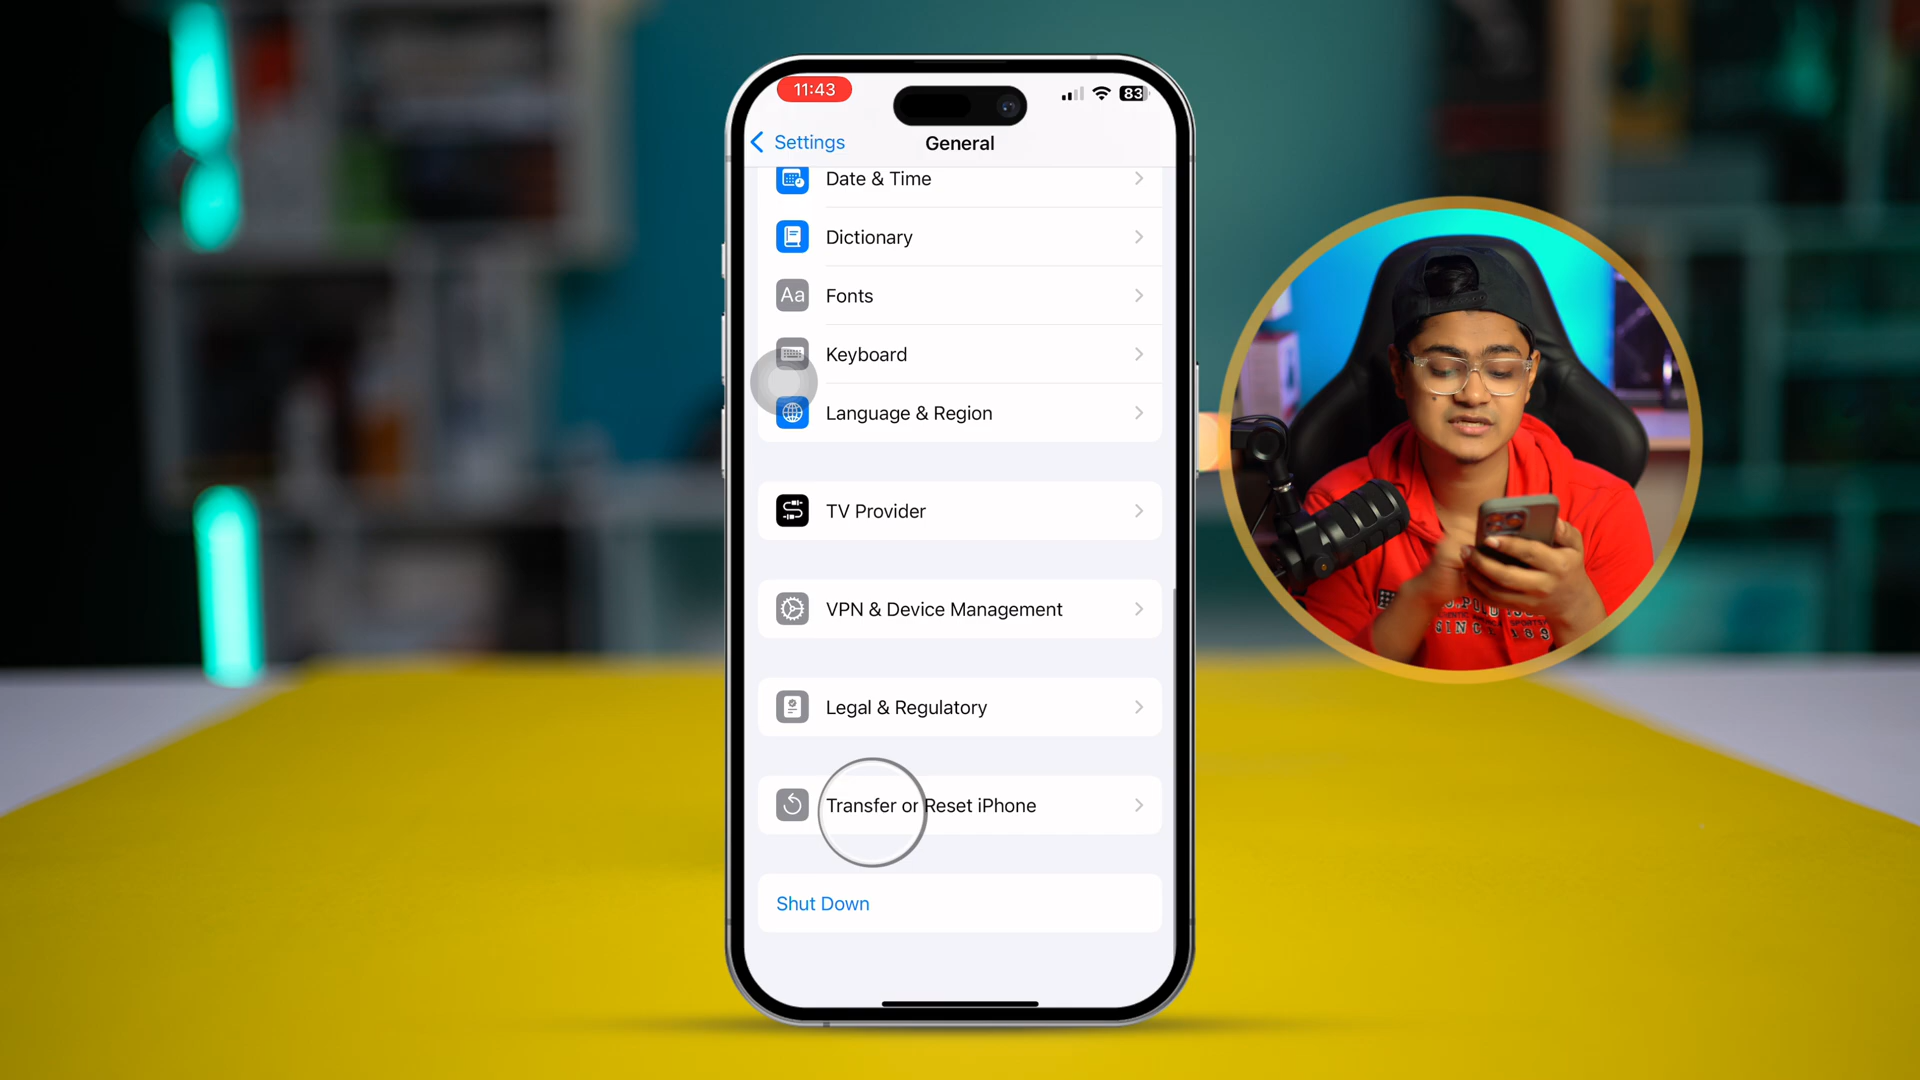 11:43
83
Settings
General
Date & Time
Dictionary
Aa
Fonts
Keyboard
Language & Region
TV Provider
VPN & Device Management
Legal & Regulatory
Transfer or Reset iPhone
Shut Down